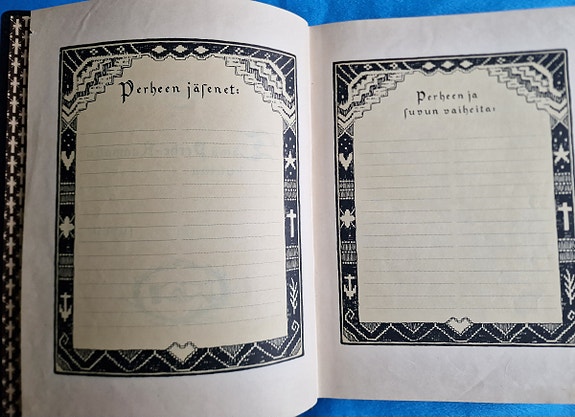 Perheen jäsenet:
Perheen ja
suvun vaiheita: